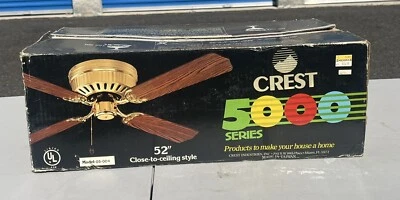 CREST
5000
SERIES
Products to make your house a home
52"
Close-to-ceiling style
UL